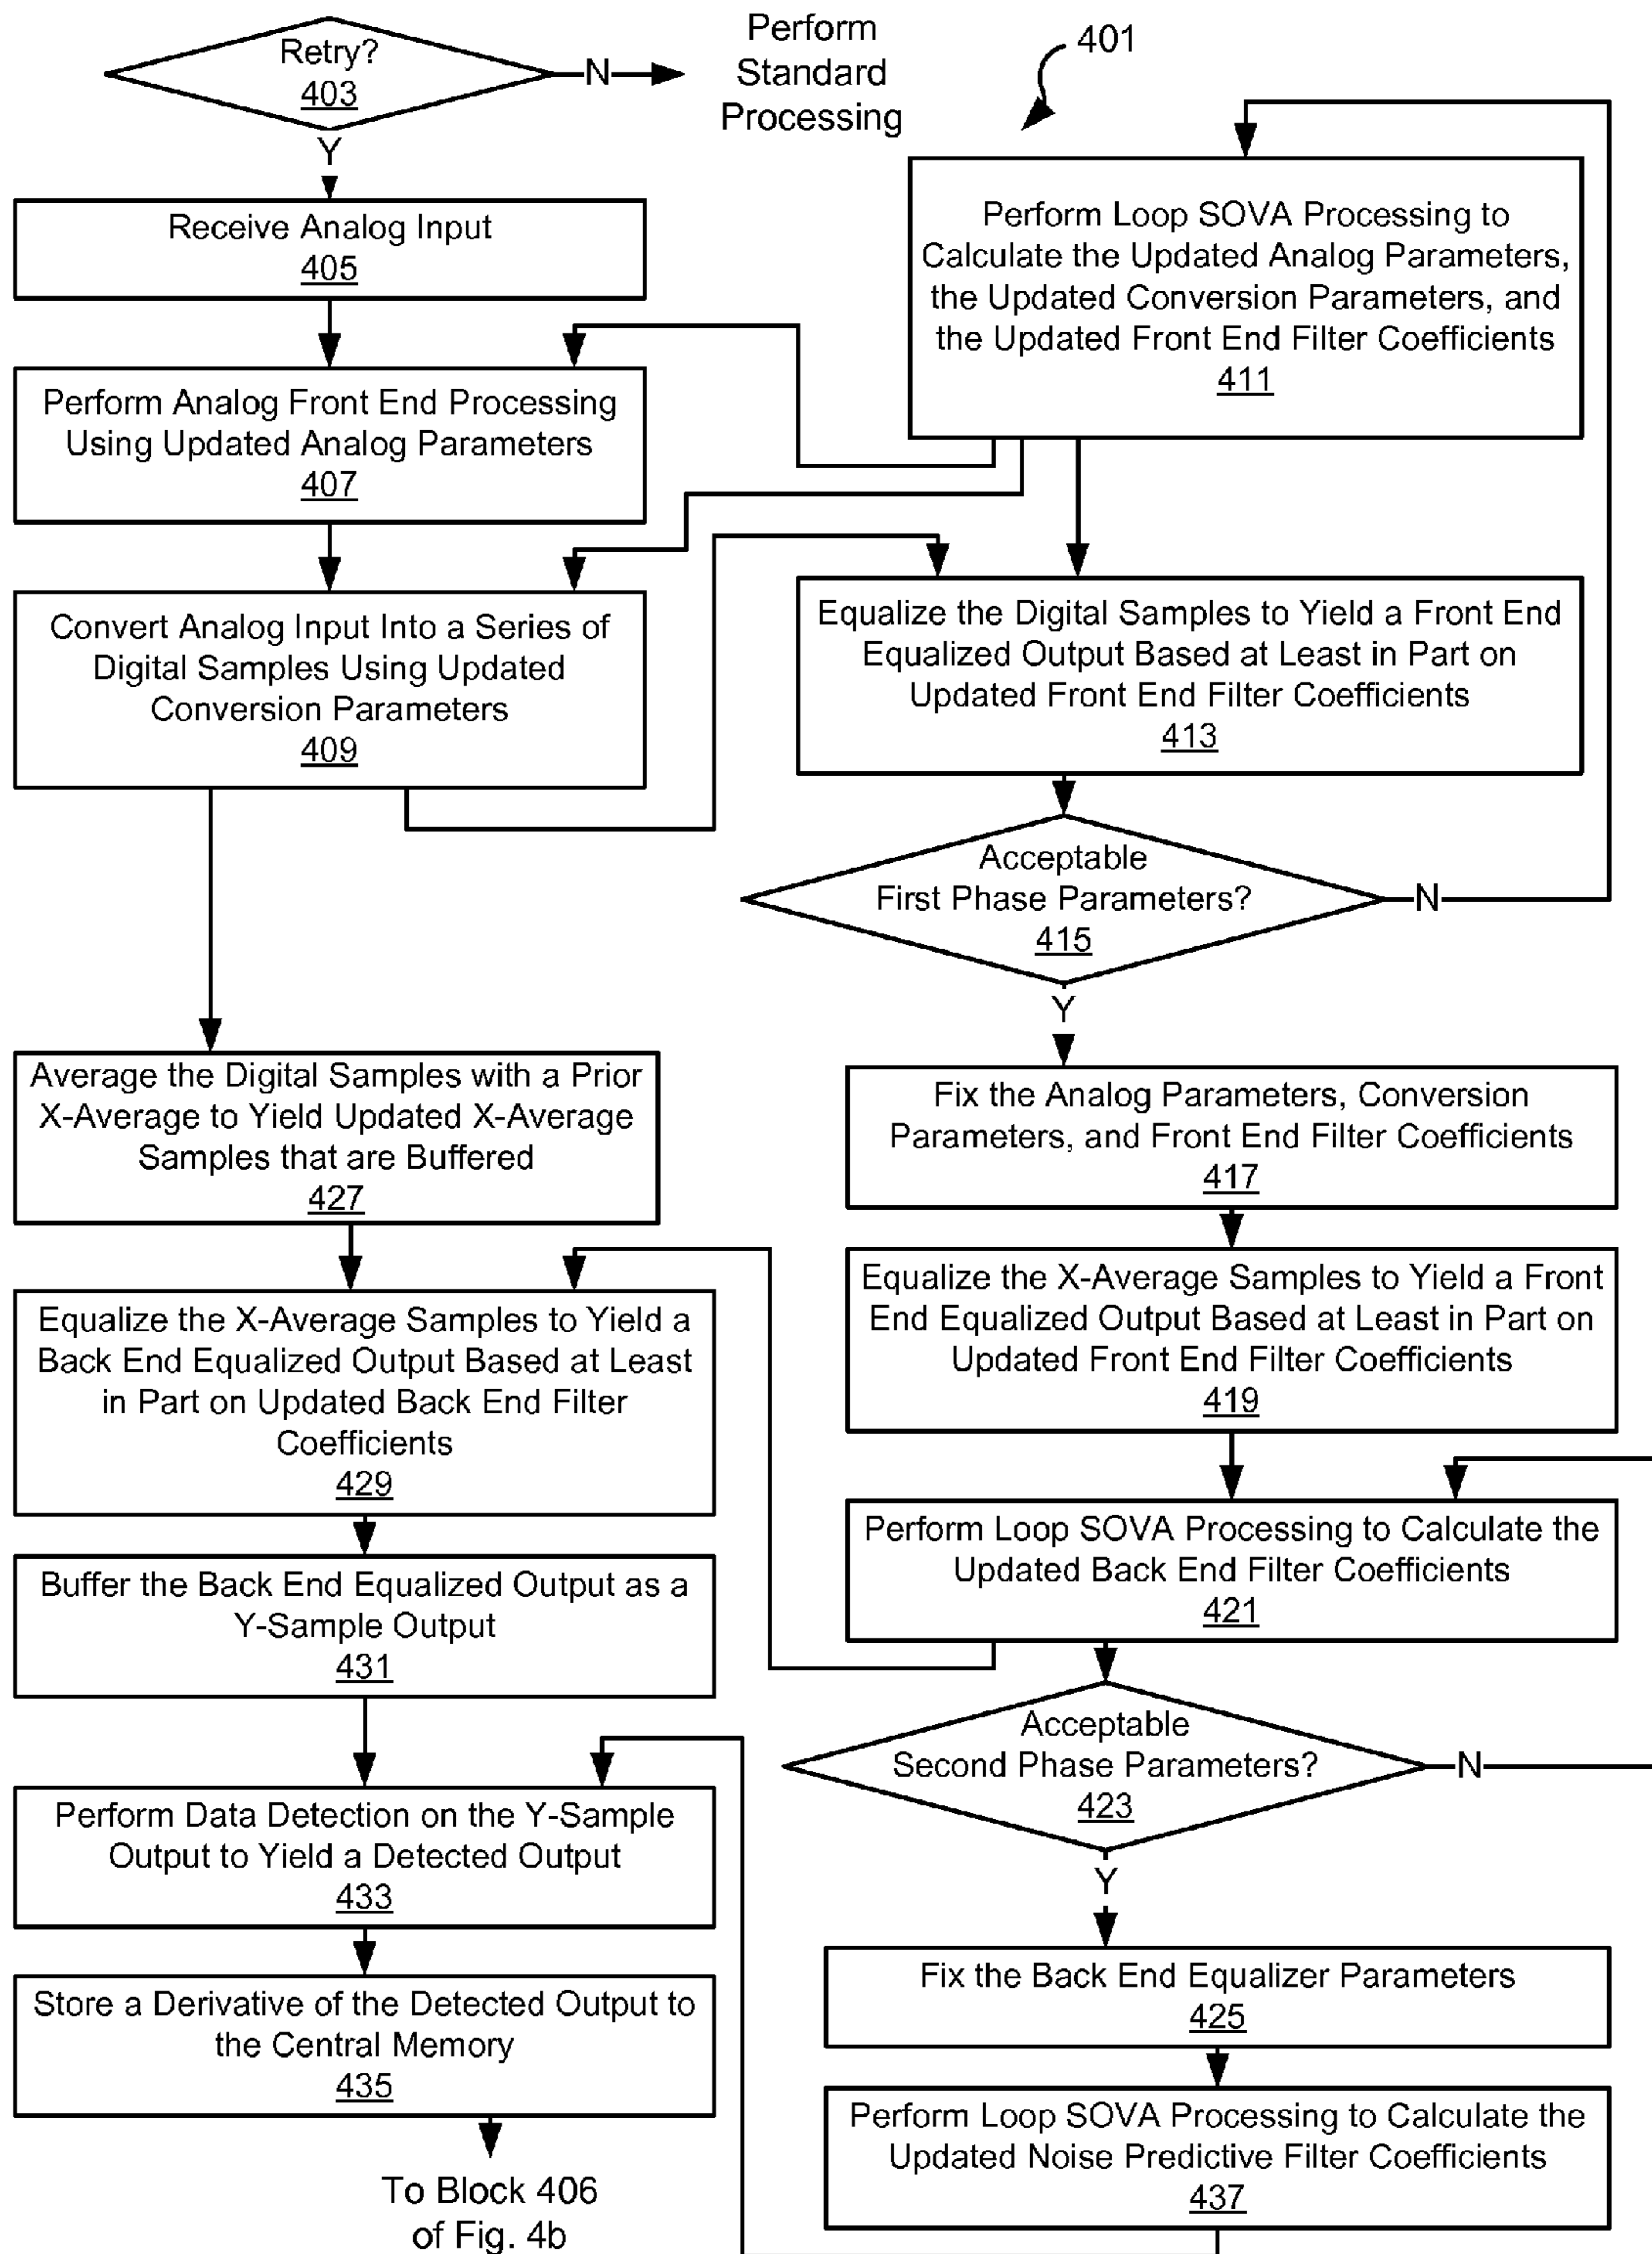 Retry?
403
N
Y
Perform
Standard
Processing
401
Receive Analog Input
405
Perform Analog Front End Processing
Using Updated Analog Parameters
407
Convert Analog Input Into a Series of
Digital Samples Using Updated
Conversion Parameters
409
Perform Loop SOVA Processing to
Calculate the Updated Analog Parameters,
the Updated Conversion Parameters, and
the Updated Front End Filter Coefficients
411
Equalize the Digital Samples to Yield a Front End
Equalized Output Based at Least in Part on
Updated Front End Filter Coefficients
413
Acceptable
First Phase Parameters?
415
N
Y
Fix the Analog Parameters, Conversion
Parameters, and Front End Filter Coefficients
417
Equalize the X-Average Samples to Yield a Front
End Equalized Output Based at Least in Part on
Updated Front End Filter Coefficients
419
Perform Loop SOVA Processing to Calculate the
Updated Back End Filter Coefficients
421
Acceptable
Second Phase Parameters?
423
N
Y
Fix the Back End Equalizer Parameters
425
Perform Loop SOVA Processing to Calculate the
Updated Noise Predictive Filter Coefficients
437
Average the Digital Samples with a Prior
X-Average to Yield Updated X-Average
Samples that are Buffered
427
Equalize the X-Average Samples to Yield a
Back End Equalized Output Based at Least
in Part on Updated Back End Filter
Coefficients
429
Buffer the Back End Equalized Output as a
Y-Sample Output
431
Perform Data Detection on the Y-Sample
Output to Yield a Detected Output
433
Store a Derivative of the Detected Output to
the Central Memory
435
To Block 406
of Fig. 4b